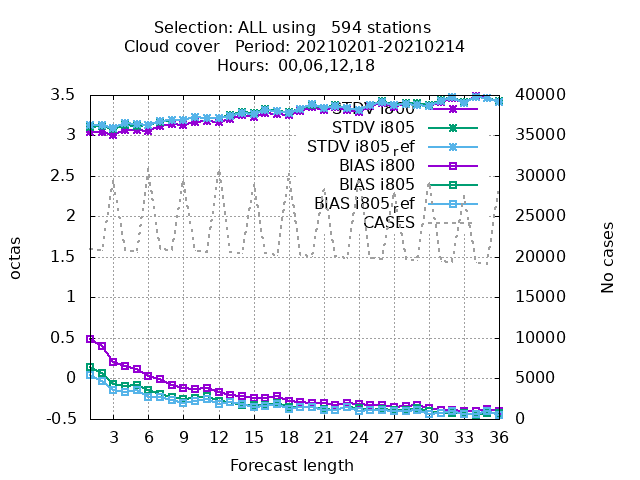 Selection: ALL using   594 stations
Cloud cover   Period: 20210201-20210214
Hours:  00,06,12,18
STDV i800
STDV i805
STDV i805ref
BIAS i800
BIAS i805
BIAS i805ref
CASES
octas
3.5
3
2.5
2
1.5
1
0.5
0
-0.5
No cases
40000
35000
30000
25000
20000
15000
10000
5000
0
3 6 9 12 15 18 21 24 27 30 33 36
Forecast length